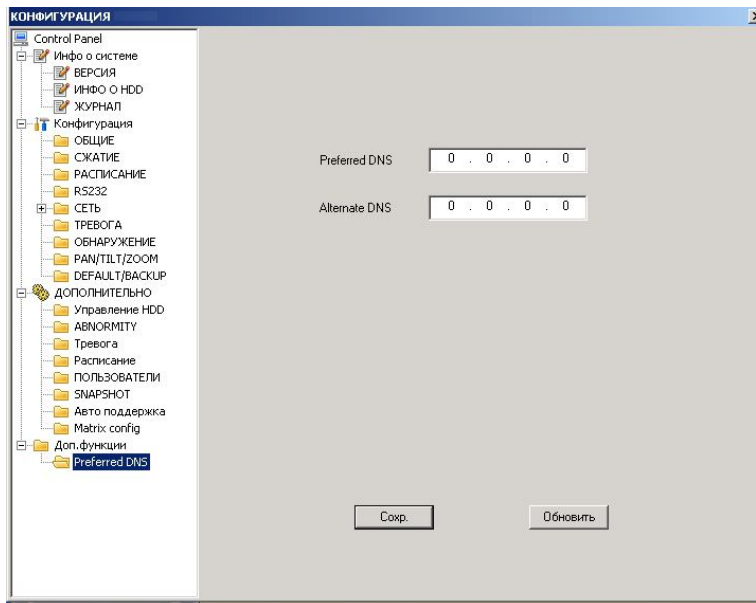 КОНФИГУРАЦИЯ
Control Panel
Инфо о системе
ВЕРСИЯ
ИНФО О HDD
ЖУРНАЛ
Конфигурация
ОБЩИЕ
СЖАТИЕ
РАСПИСАНИЕ
RS232
СЕТЬ
ТРЕВОГА
ОБНАРУЖЕНИЕ
PAN/TILT/ZOOM
DEFAULT/BACKUP
ДОПОЛНИТЕЛЬНО
Управление HDD
ABNORMITY
Тревога
Расписание
ПОЛЬЗОВАТЕЛИ
SNAPSHOT
Авто поддержка
Matrix config
Доп.функции
Preferred DNS
Preferred DNS 0 . 0 . 0 . 0
Alternate DNS 0 . 0 . 0 . 0
Сохр. Обновить